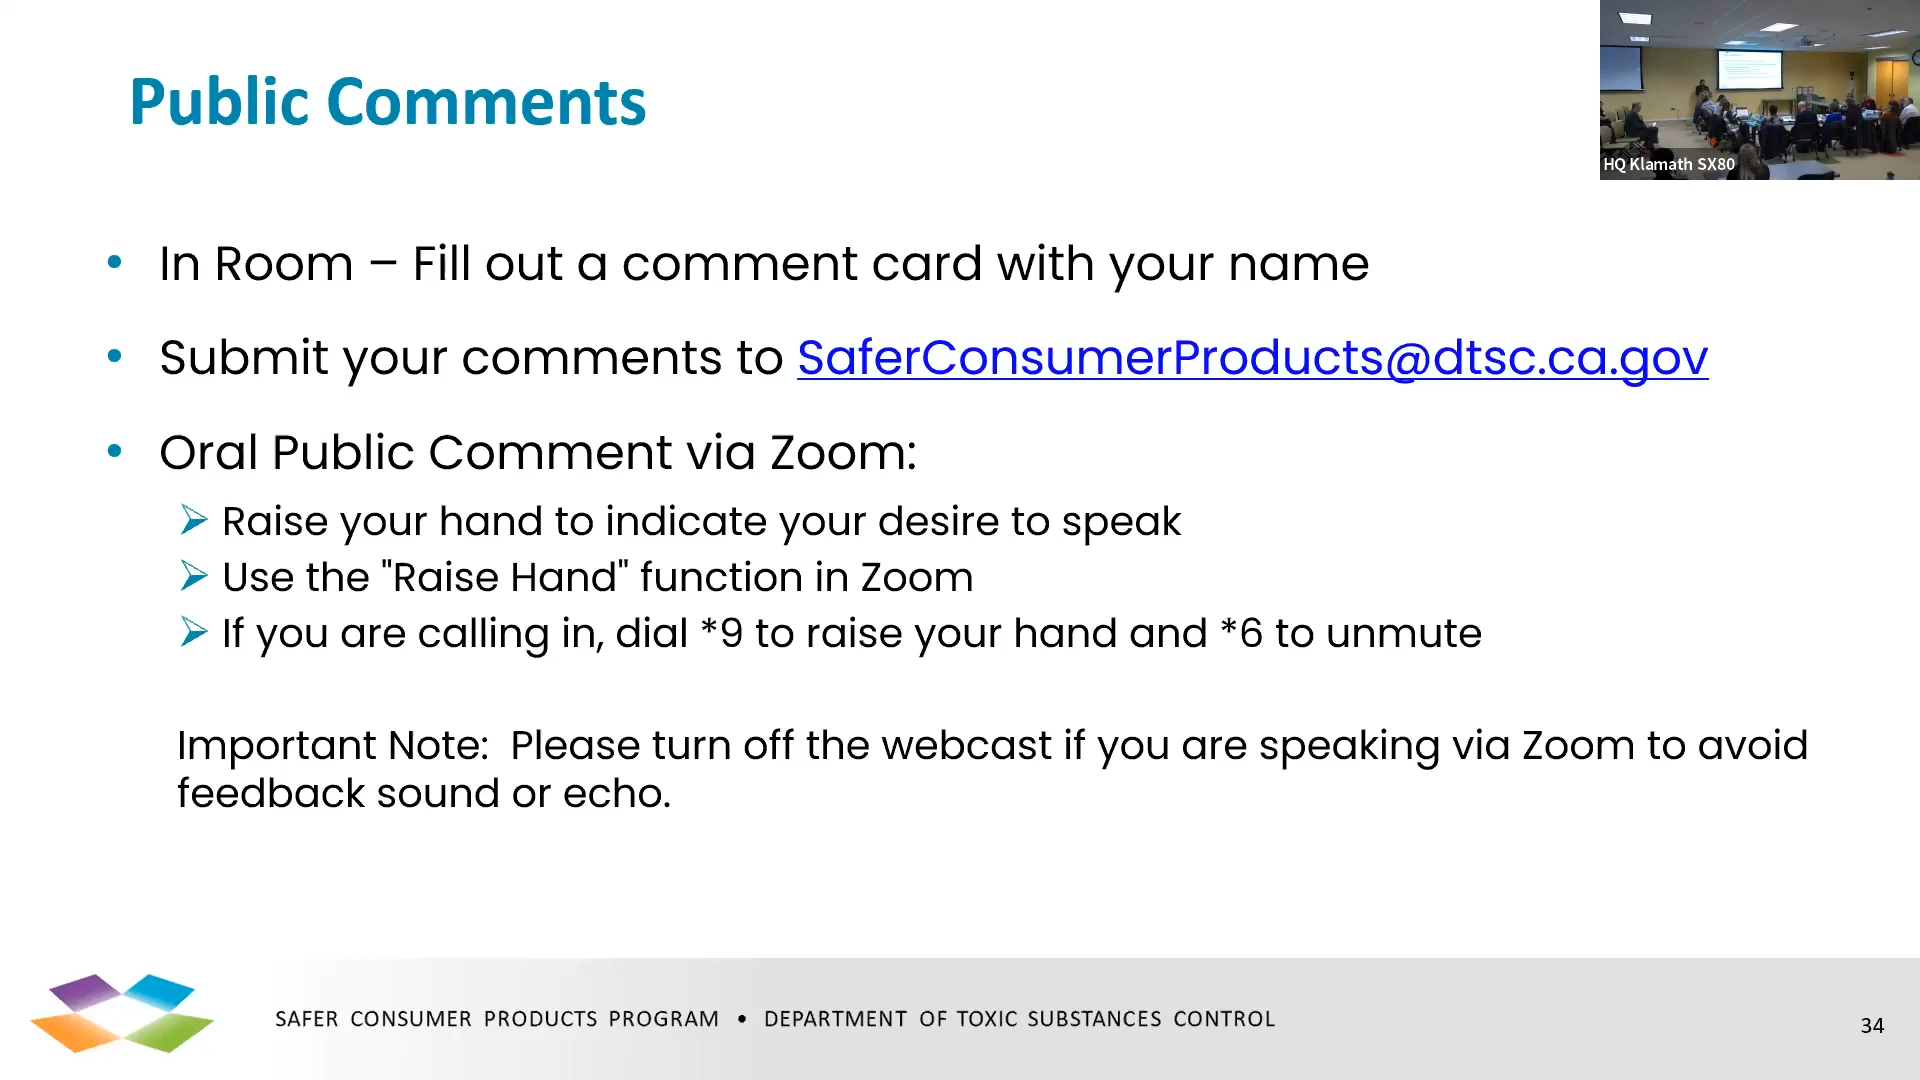 Public Comments
HQ Klamath SX80
• In Room – Fill out a comment card with your name
• Submit your comments to SaferConsumerProducts@dtsc.ca.gov
• Oral Public Comment via Zoom:
➢ Raise your hand to indicate your desire to speak
➢ Use the "Raise Hand" function in Zoom
➢ If you are calling in, dial *9 to raise your hand and *6 to unmute
Important Note:  Please turn off the webcast if you are speaking via Zoom to avoid
feedback sound or echo.
SAFER CONSUMER PRODUCTS PROGRAM • DEPARTMENT OF TOXIC SUBSTANCES CONTROL
34